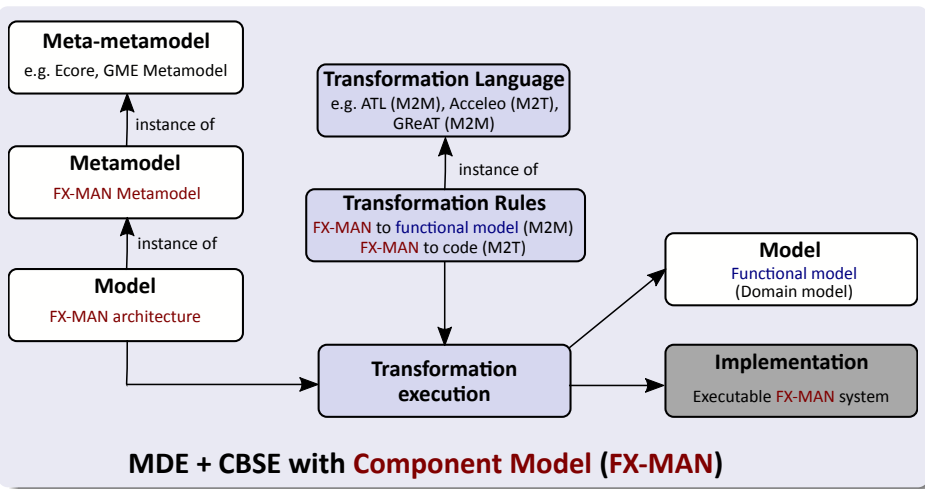 Meta-metamodel
e.g. Ecore, GME Metamodel
instance of
Metamodel
FX-MAN Metamodel
instance of
Model
FX-MAN architecture
Transformation Language
e.g. ATL (M2M), Acceleo (M2T),
GReAT (M2M)
instance of
Transformation Rules
FX-MAN to functional model (M2M)
FX-MAN to code (M2T)
Transformation
execution
Model
Functional model
(Domain model)
Implementation
Executable FX-MAN system
MDE + CBSE with Component Model (FX-MAN)